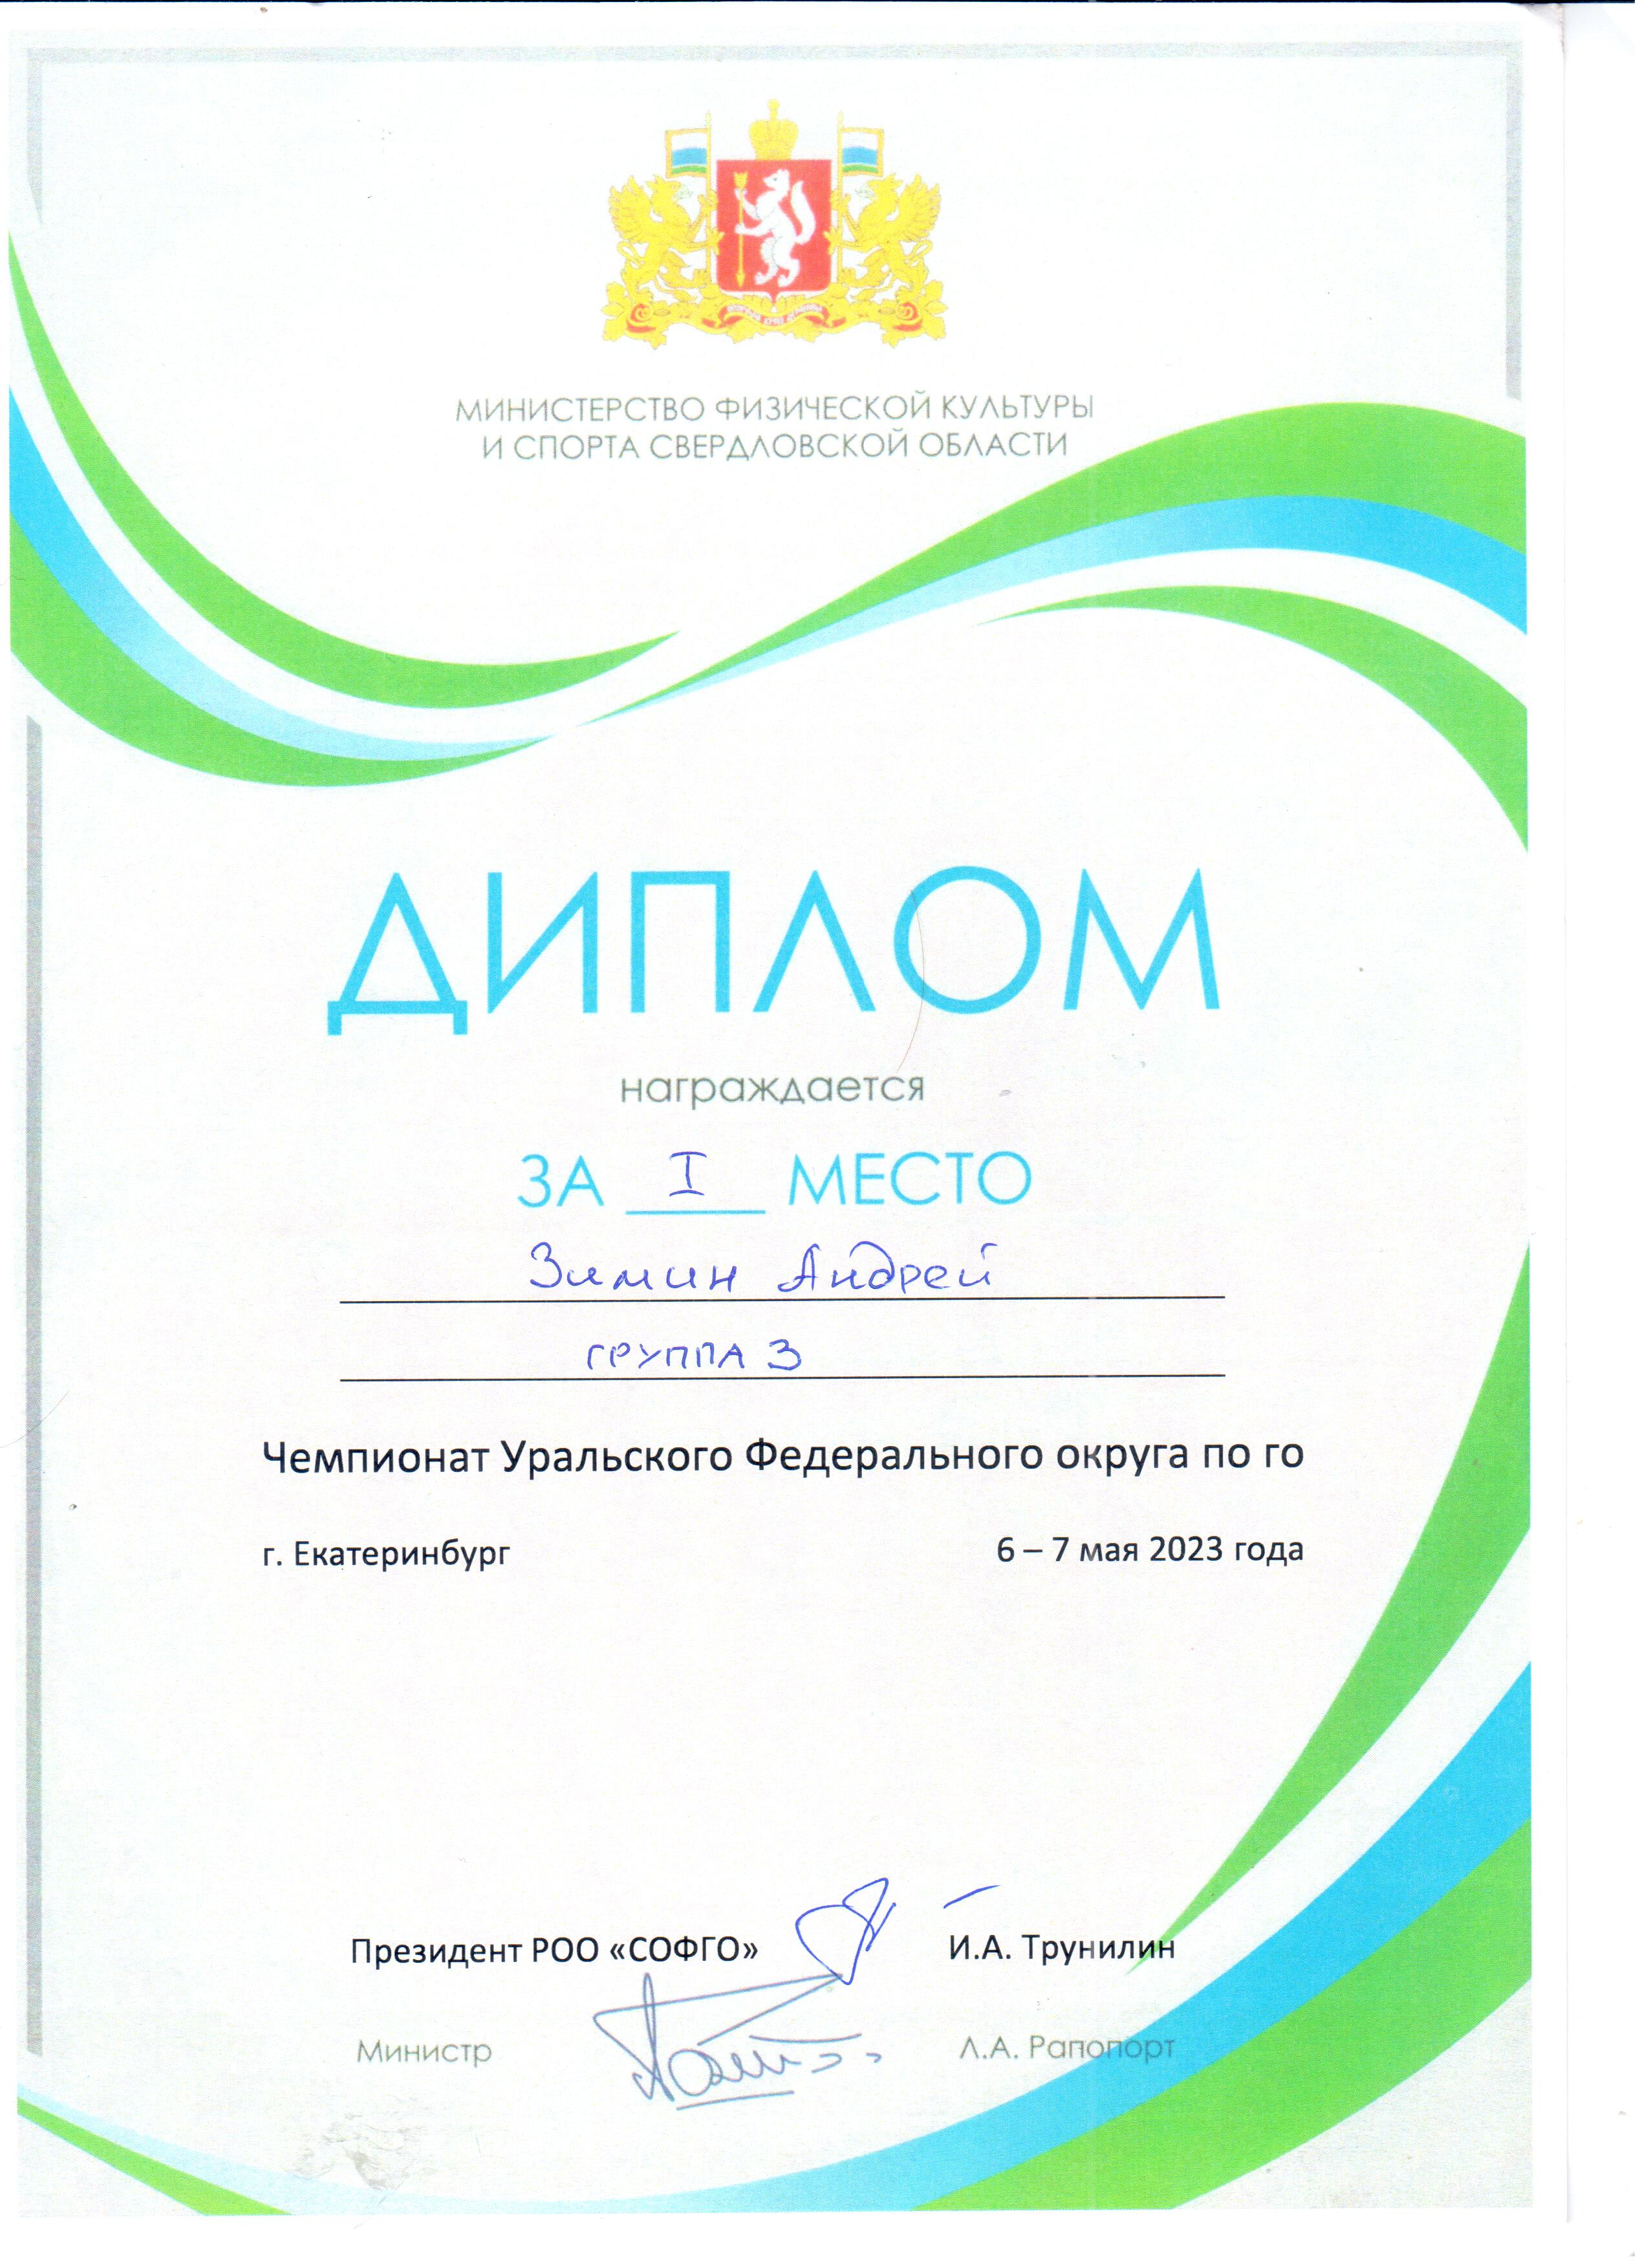 МИНИСТЕРСТВО ФИЗИЧЕСКОЙ КУЛЬТУРЫ
И СПОРТА СВЕРДЛОВСКОЙ ОБЛАСТИ
ДИПЛОМ
награждается
ЗА I МЕСТО
Зимин Андрей
ГРУППА 3
Чемпионат Уральского Федерального округа по го
г. Екатеринбург 6 – 7 мая 2023 года
Президент РОО «СОФГО» И.А. Трунилин
Министр Л.А. Рапопорт